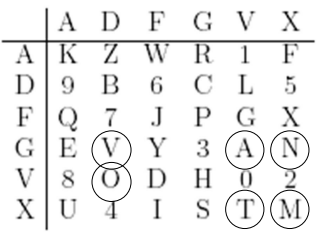 A D F G V X
A K Z W R 1 F
D 9 B 6 C L 5
F Q 7 J P G X
G E V Y 3 A N
V 8 O D H 0 2
X U 4 I S T M